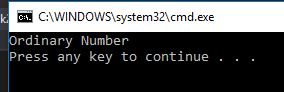 C:\WINDOWS\system32\cmd.exe
Ordinary Number
Press any key to continue . . .